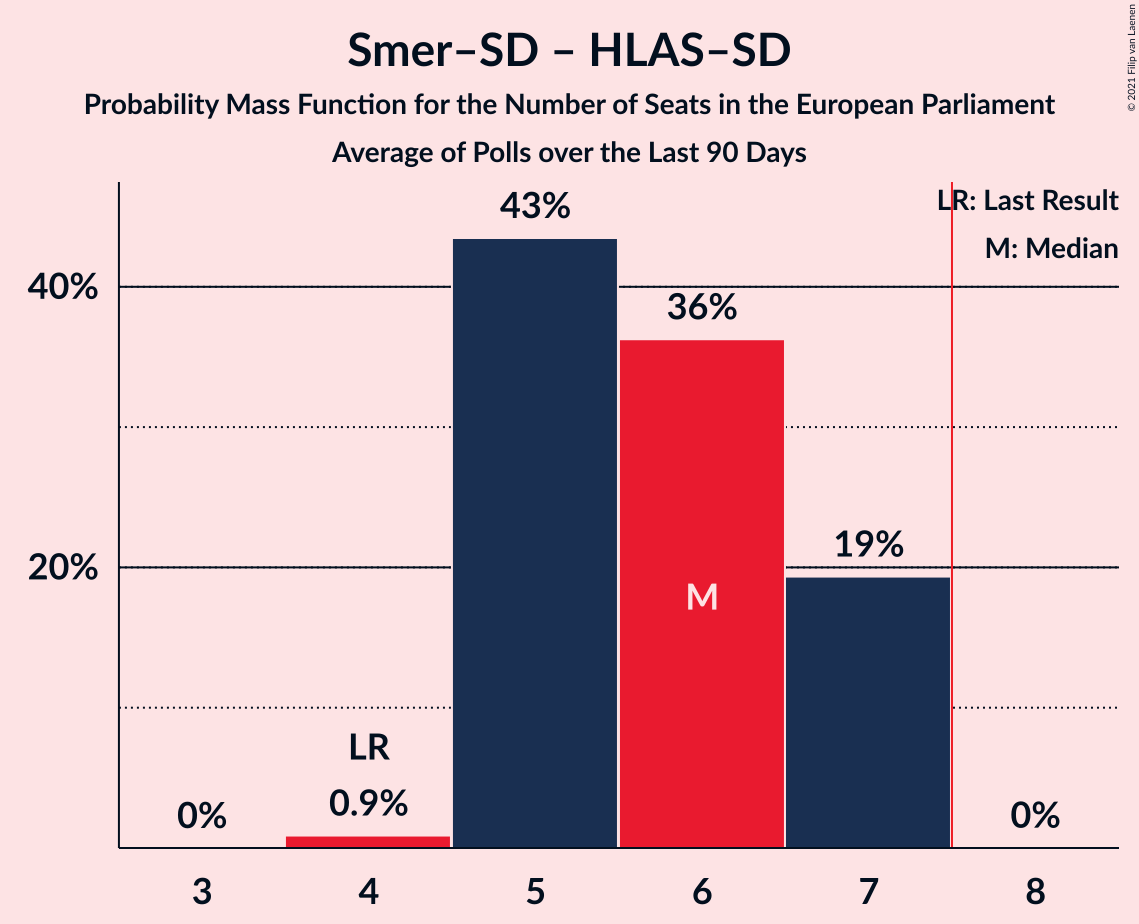 Smer–SD – HLAS–SD
Probability Mass Function for the Number of Seats in the European Parliament
Average of Polls over the Last 90 Days
© 2021 Filip van Laenen
LR: Last Result
M: Median
43%
40%
36%
19%
20%
M
LR
0.9%
0%
0%
3 4 5 6 7 8